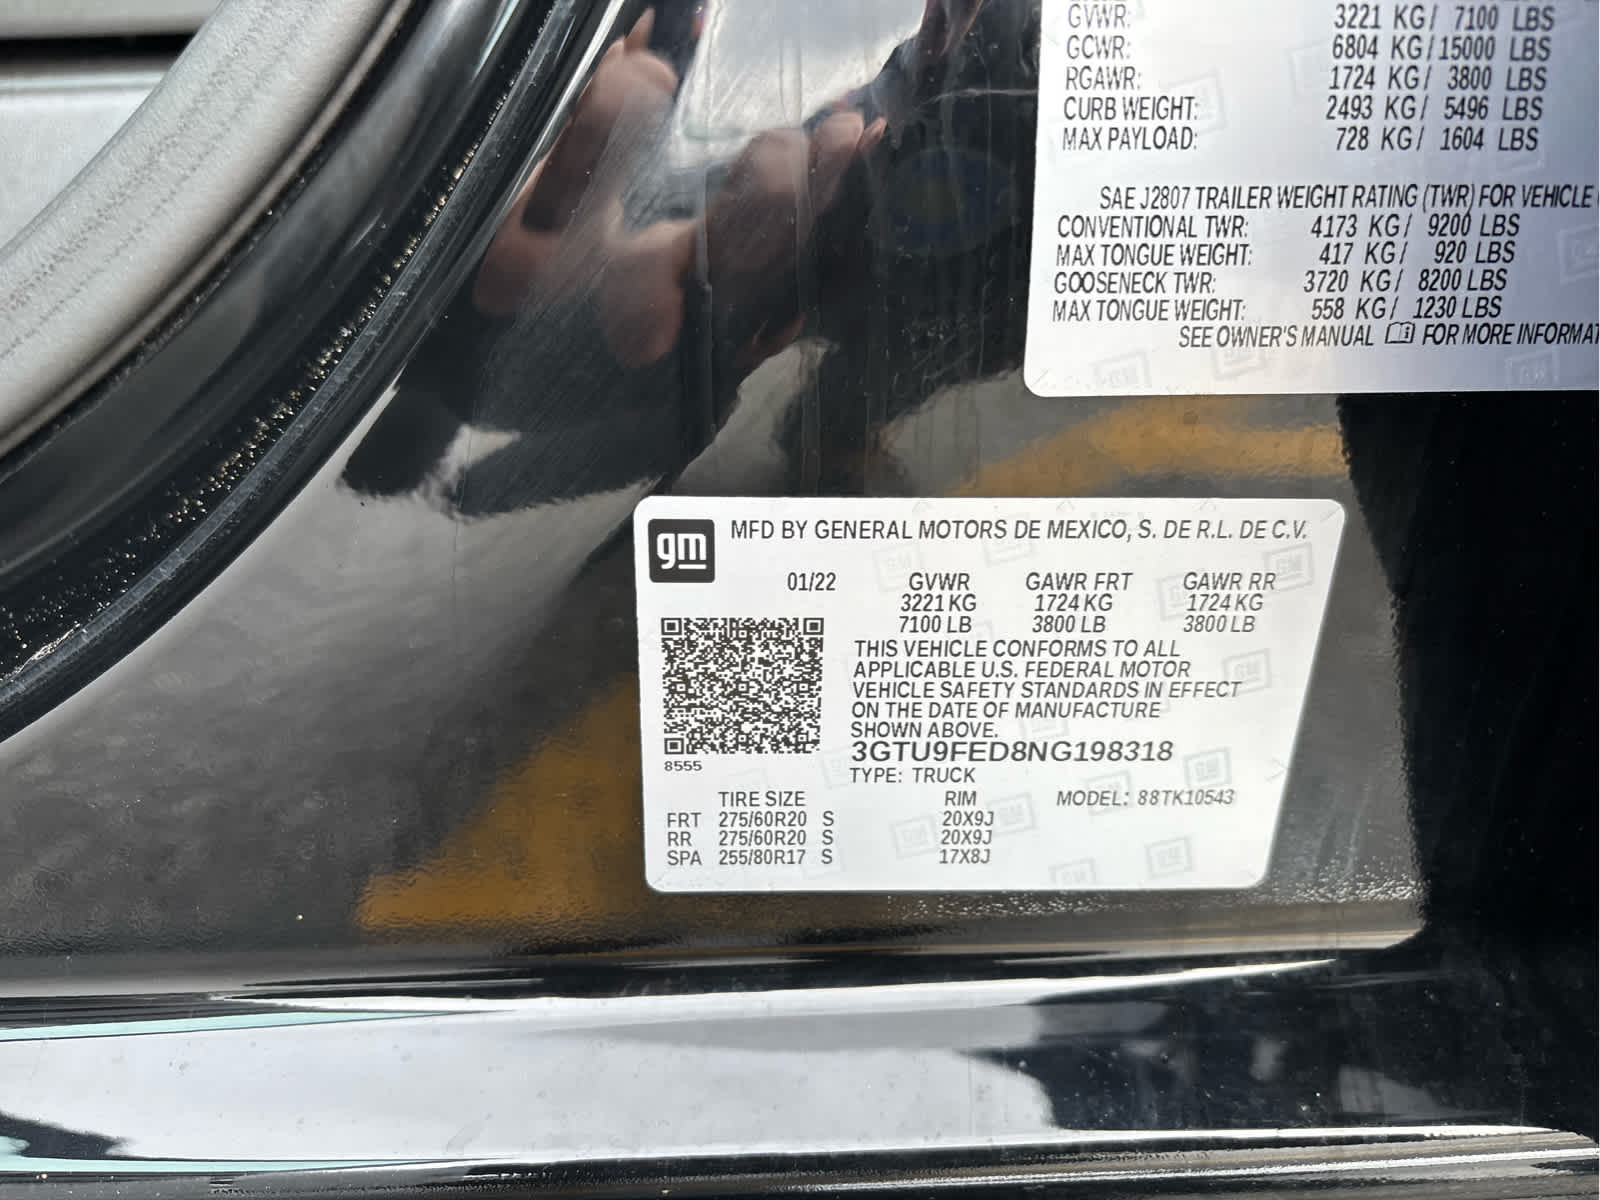 GVWR: 3221 KG/ 7100 LBS
GCWR: 6804 KG/15000 LBS
RGAWR: 1724 KG/ 3800 LBS
CURB WEIGHT: 2493 KG/ 5496 LBS
MAX PAYLOAD: 728 KG/ 1604 LBS
SAE J2807 TRAILER WEIGHT RATING (TWR) FOR VEHICLE
CONVENTIONAL TWR: 4173 KG/ 9200 LBS
MAX TONGUE WEIGHT: 417 KG/ 920 LBS
GOOSENECK TWR: 3720 KG/ 8200 LBS
MAX TONGUE WEIGHT: 558 KG/ 1230 LBS
SEE OWNER'S MANUAL FOR MORE INFORMAT
gm MFD BY GENERAL MOTORS DE MEXICO, S. DE R.L. DE C.V.
01/22 GVWR GAWR FRT GAWR RR
3221 KG 1724 KG 1724 KG
7100 LB 3800 LB 3800 LB
THIS VEHICLE CONFORMS TO ALL
APPLICABLE U.S. FEDERAL MOTOR
VEHICLE SAFETY STANDARDS IN EFFECT
ON THE DATE OF MANUFACTURE
SHOWN ABOVE.
3GTU9FED8NG198318
8555
TYPE: TRUCK
TIRE SIZE RIM MODEL: 88TK10543
FRT 275/60R20 S 20X9J
RR 275/60R20 S 20X9J
SPA 255/80R17 S 17X8J